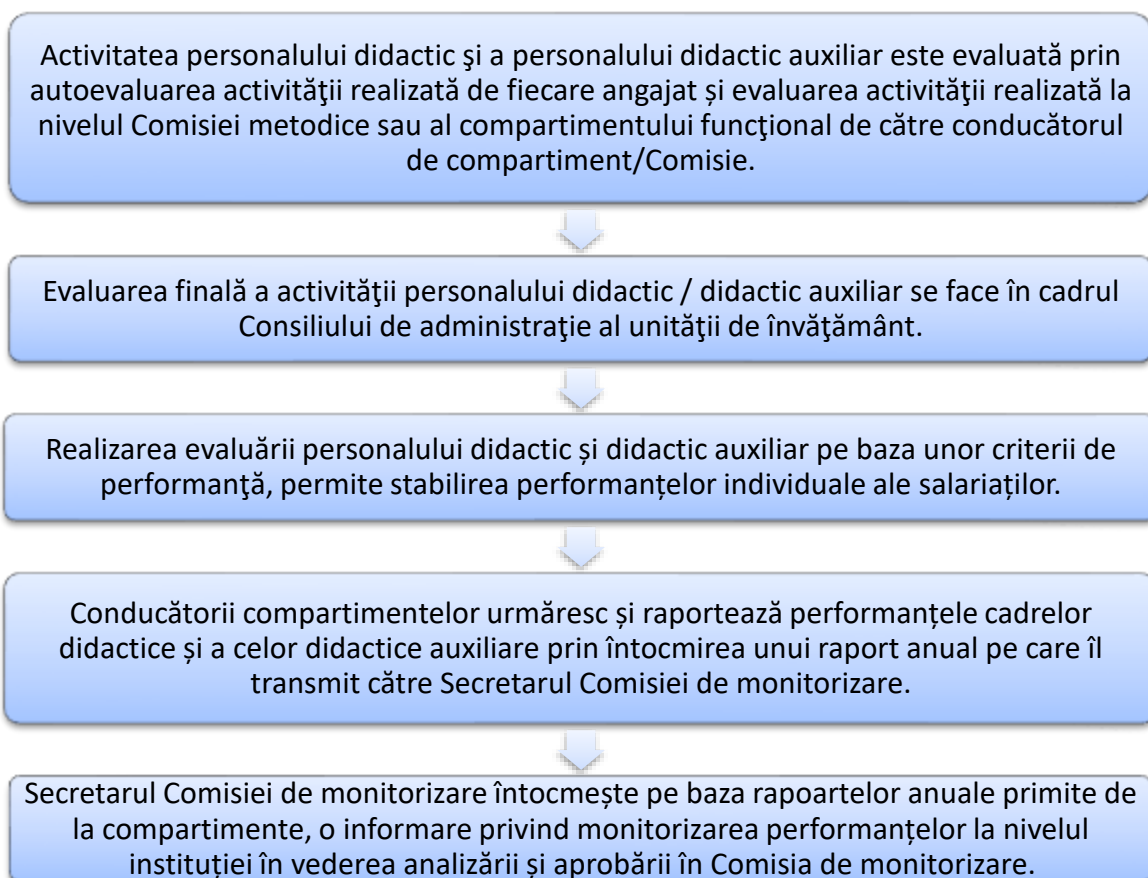 Activitatea personalului didactic şi a personalului didactic auxiliar este evaluată prin
autoevaluarea activităţii realizată de fiecare angajat și evaluarea activităţii realizată la
nivelul Comisiei metodice sau al compartimentului funcţional de către conducătorul
de compartiment/Comisie.
Evaluarea finală a activităţii personalului didactic / didactic auxiliar se face în cadrul
Consiliului de administraţie al unităţii de învăţământ.
Realizarea evaluării personalului didactic și didactic auxiliar pe baza unor criterii de
performanţă, permite stabilirea performanțelor individuale ale salariaților.
Conducătorii compartimentelor urmăresc și raportează performanțele cadrelor
didactice și a celor didactice auxiliare prin întocmirea unui raport anual pe care îl
transmit către Secretarul Comisiei de monitorizare.
Secretarul Comisiei de monitorizare întocmește pe baza rapoartelor anuale primite de
la compartimente, o informare privind monitorizarea performanțelor la nivelul
instituției în vederea analizării și aprobării în Comisia de monitorizare.